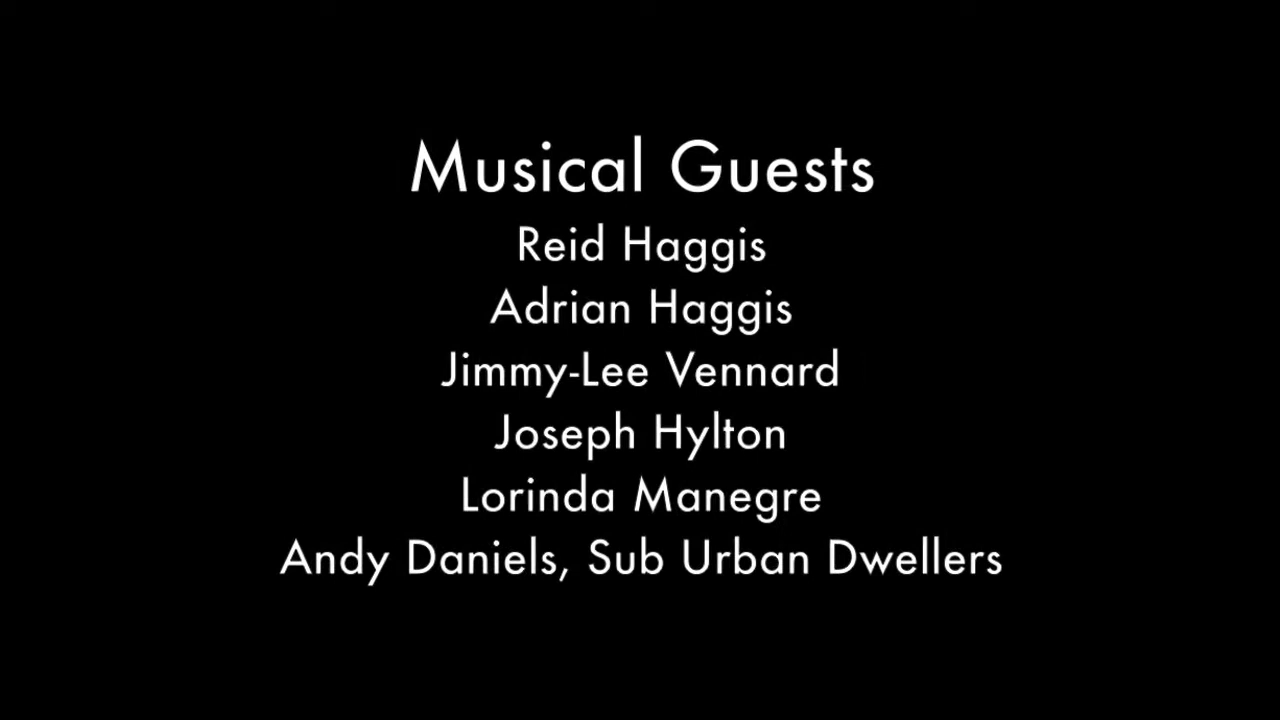 Musical Guests
Reid Haggis
Adrian Haggis
Jimmy-Lee Vennard
Joseph Hylton
Lorinda Manegre
Andy Daniels, Sub Urban Dwellers